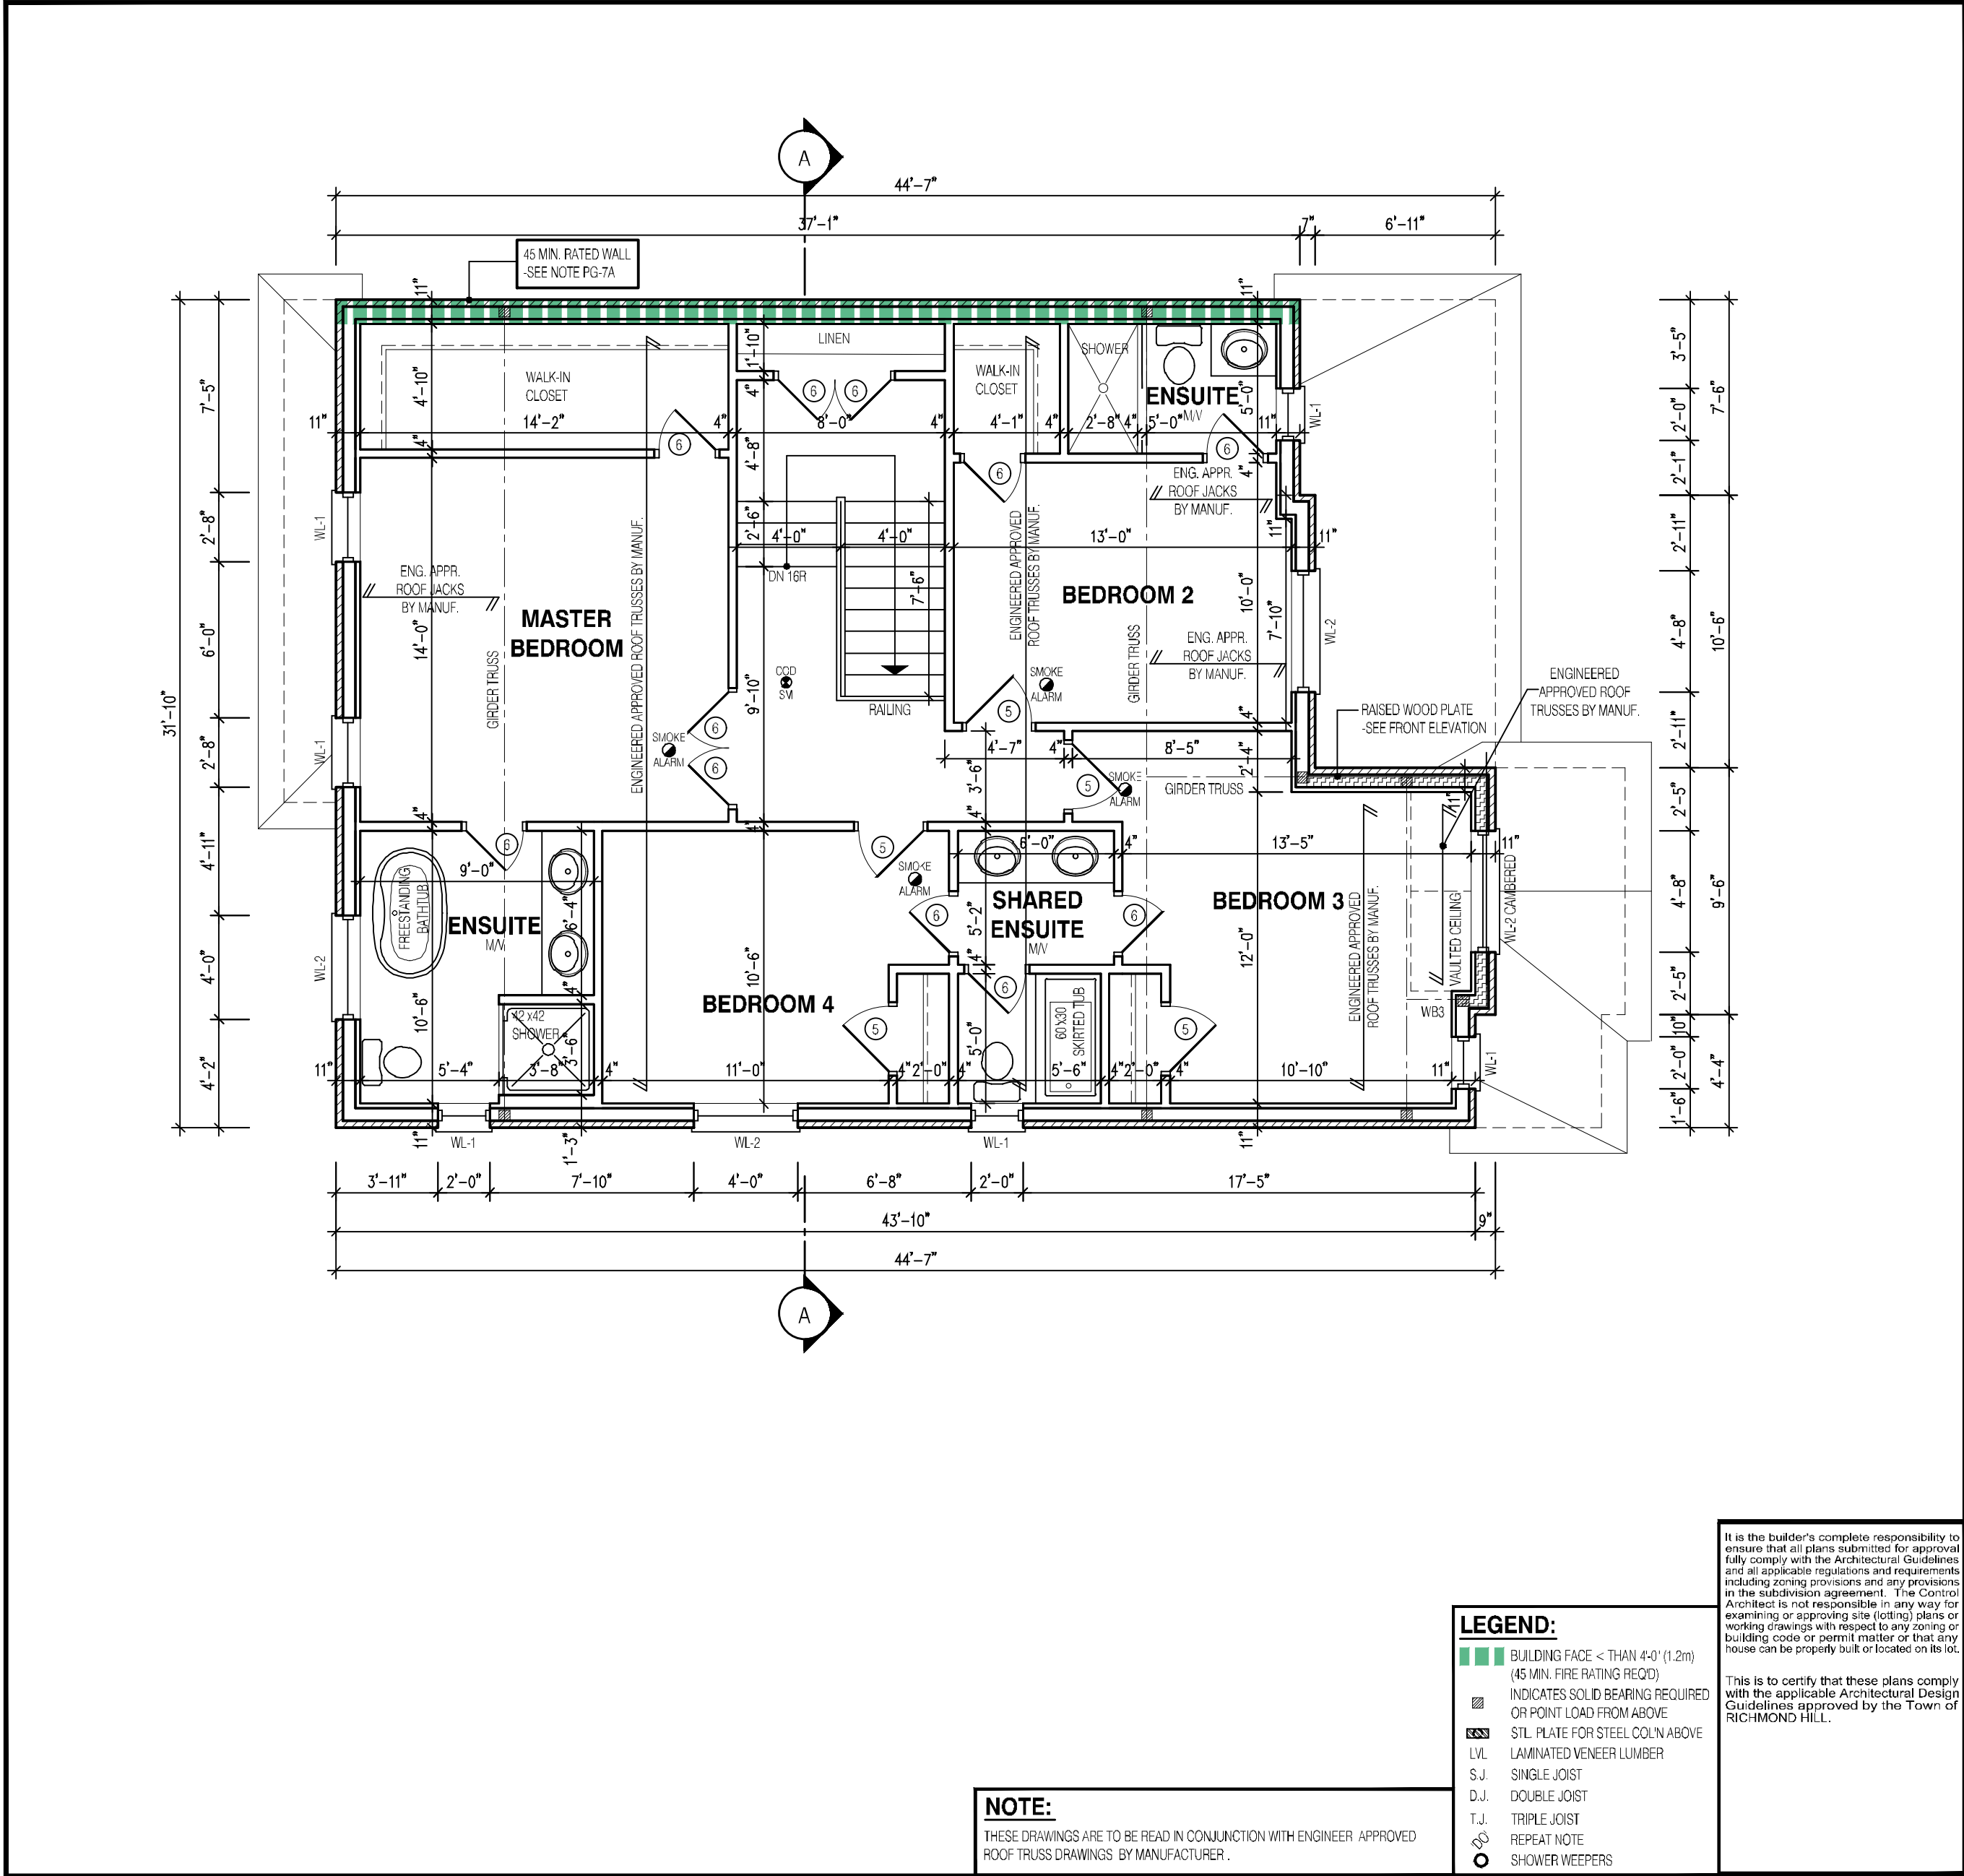 A
44'-7"
37'-1"
7"
6'-11"
45 MIN. RATED WALL
-SEE NOTE PG-7A
11"
11"
LINEN
1'-10"
4"
WALK-IN
CLOSET
4'-10"
14'-2"
4"
4"
11"
6
6
6
8'-0"
4'-8"
4"
WALK-IN
CLOSET
4'-1"
4"
SHOWER
2'-8"
4"
ENSUITE
M/V
5'-0"
5'-0"
11"
6
6
4"
WL-1
31'-10"
7'-5"
2'-8"
6'-0"
2'-8"
4'-11"
4'-0"
4'-2"
WL-1
WL-1
WL-2
ENG. APPR.
ROOF JACKS
BY MANUF.
MASTER
BEDROOM
14'-0"
GIRDER TRUSS
ENGINEERED APPROVED ROOF TRUSSES BY MANUF.
2'-6"
4'-0"
4'-0"
DN 16R
7'-6"
RAILING
9'-10"
SMOKE
ALARM
6
6
ENG. APPR.
ROOF JACKS
BY MANUF.
11"
11"
13'-0"
BEDROOM 2
ENGINEERED APPROVED
ROOF TRUSSES BY MANUF.
10'-0"
7'-10"
GIRDER TRUSS
ENG. APPR.
ROOF JACKS
BY MANUF.
WL-2
SMOKE
ALARM
5
4"
4'-7"
4"
8'-5"
2'-4"
3'-6"
5
SMOKE
ALARM
GIRDER TRUSS
RAISED WOOD PLATE
-SEE FRONT ELEVATION
ENGINEERED
APPROVED ROOF
TRUSSES BY MANUF.
3'-5"
2'-0"
2'-1"
2'-11"
4'-8"
2'-11"
2'-5"
4'-8"
2'-5"
10"
2'-0"
1'-6"
7'-6"
10'-6"
9'-6"
4'-4"
4"
4"
4"
6
9'-0"
FREESTANDING
BATHTUB
ENSUITE
M/V
6'-4"
4"
10'-6"
42 x42
SHOWER
3'-6"
11"
5'-4"
3'-8"
4"
5
SMOKE
ALARM
6
BEDROOM 4
10'-6"
5
11'-0"
4"
2'-0"
4"
6'-0"
4"
SHARED
ENSUITE
M/V
5'-2"
4"
6
6
5'-0"
60 x30
SKIRTED TUB
5'-6"
4"
2'-0"
4"
5
13'-5"
11"
11"
BEDROOM 3
12'-0"
ENGINEERED APPROVED
ROOF TRUSSES BY MANUF.
VAULTED CEILING
WL-2 CAMBERED
WB3
10'-10"
11"
WL-1
11"
WL-1
1'-3"
WL-2
WL-1
11"
3'-11"
2'-0"
7'-10"
4'-0"
6'-8"
2'-0"
17'-5"
43'-10"
9"
44'-7"
A
It is the builder's complete responsibility to
ensure that all plans submitted for approval
fully comply with the Architectural Guidelines
and all applicable regulations and requirements
including zoning provisions and any provisions
in the subdivision agreement. The Control
Architect is not responsible in any way for
examining or approving site (lotting) plans or
working drawings with respect to any zoning or
building code or permit matter or that any
house can be properly built or located on its lot.
This is to certify that these plans comply
with the applicable Architectural Design
Guidelines approved by the Town of
RICHMOND HILL.
LEGEND:
BUILDING FACE < THAN 4'-0' (1.2m)
(45 MIN. FIRE RATING REQ'D)
INDICATES SOLID BEARING REQUIRED
OR POINT LOAD FROM ABOVE
STL. PLATE FOR STEEL COL'N ABOVE
LVL LAMINATED VENEER LUMBER
S.J. SINGLE JOIST
D.J. DOUBLE JOIST
T.J. TRIPLE JOIST
DO REPEAT NOTE
SHOWER WEEPERS
NOTE:
THESE DRAWINGS ARE TO BE READ IN CONJUNCTION WITH ENGINEER APPROVED
ROOF TRUSS DRAWINGS BY MANUFACTURER .